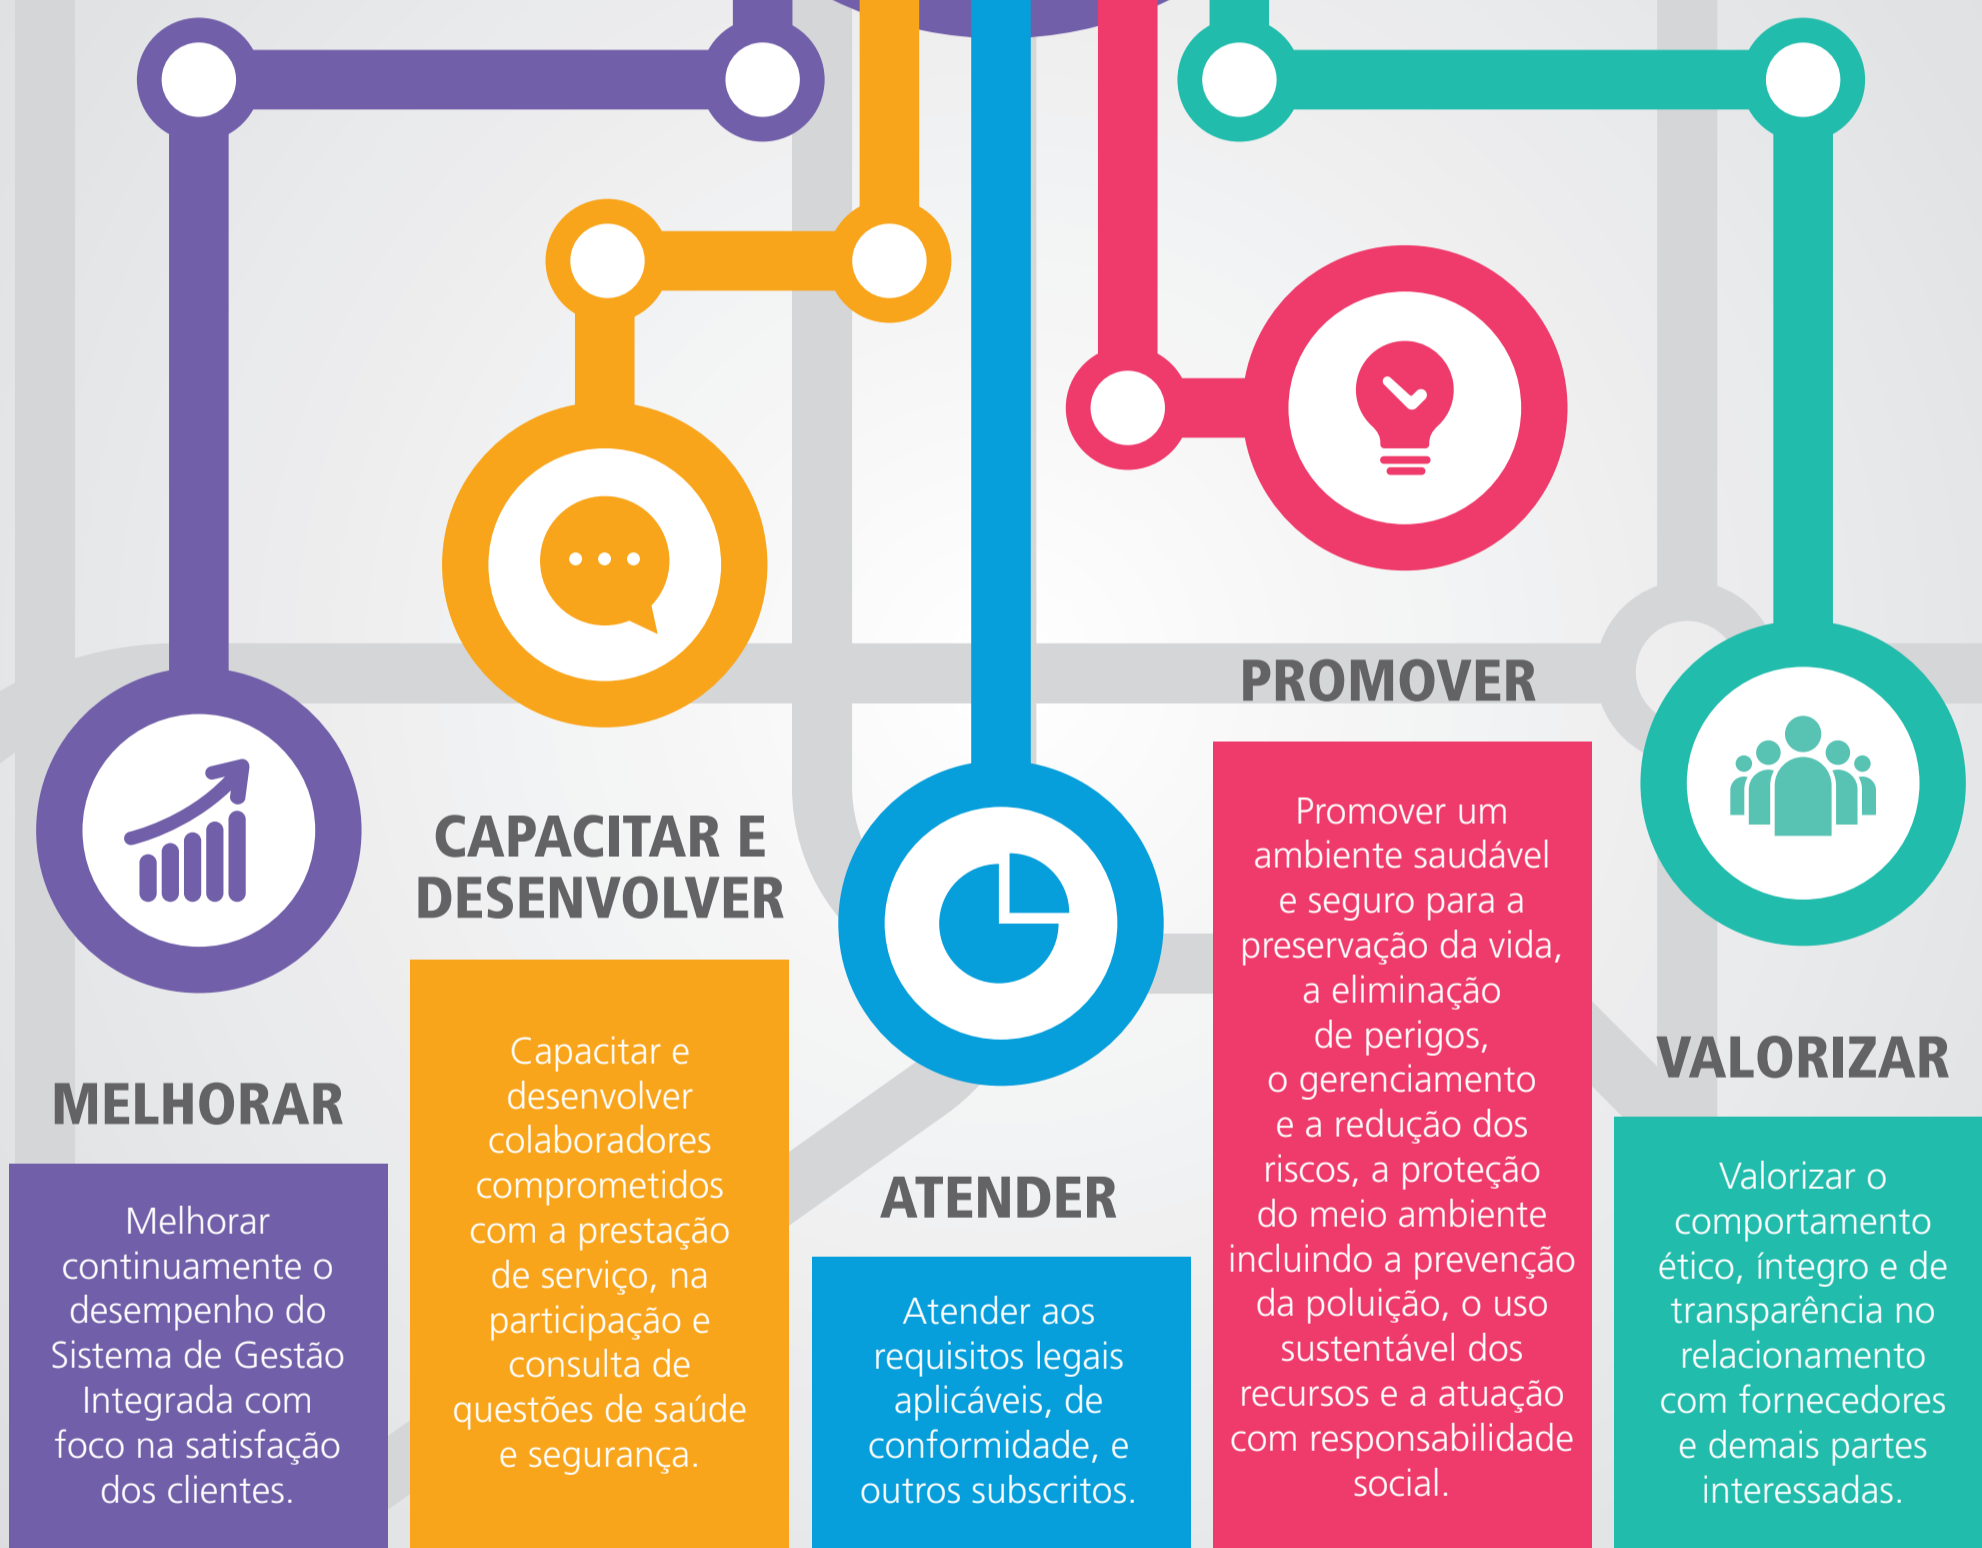 MELHORAR
Melhorar
continuamente o
desempenho do
Sistema de Gestão
Integrada com
foco na satisfação
dos clientes.
CAPACITAR E
DESENVOLVER
Capacitar e
desenvolver
colaboradores
comprometidos
com a prestação
de serviço, na
participação e
consulta de
questões de saúde
e segurança.
ATENDER
Atender aos
requisitos legais
aplicáveis, de
conformidade, e
outros subscritos.
PROMOVER
Promover um
ambiente saudável
e seguro para a
preservação da vida,
a eliminação
de perigos,
o gerenciamento
e a redução dos
riscos, a proteção
do meio ambiente
incluindo a prevenção
da poluição, o uso
sustentável dos
recursos e a atuação
com responsabilidade
social.
VALORIZAR
Valorizar o
comportamento
ético, íntegro e de
transparência no
relacionamento
com fornecedores
e demais partes
interessadas.